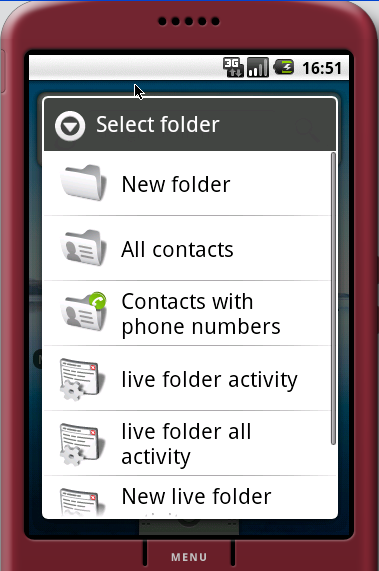 3G
16:51
Select folder
New folder
All contacts
Contacts with
phone numbers
live folder activity
live folder all
activity
New live folder
MENU